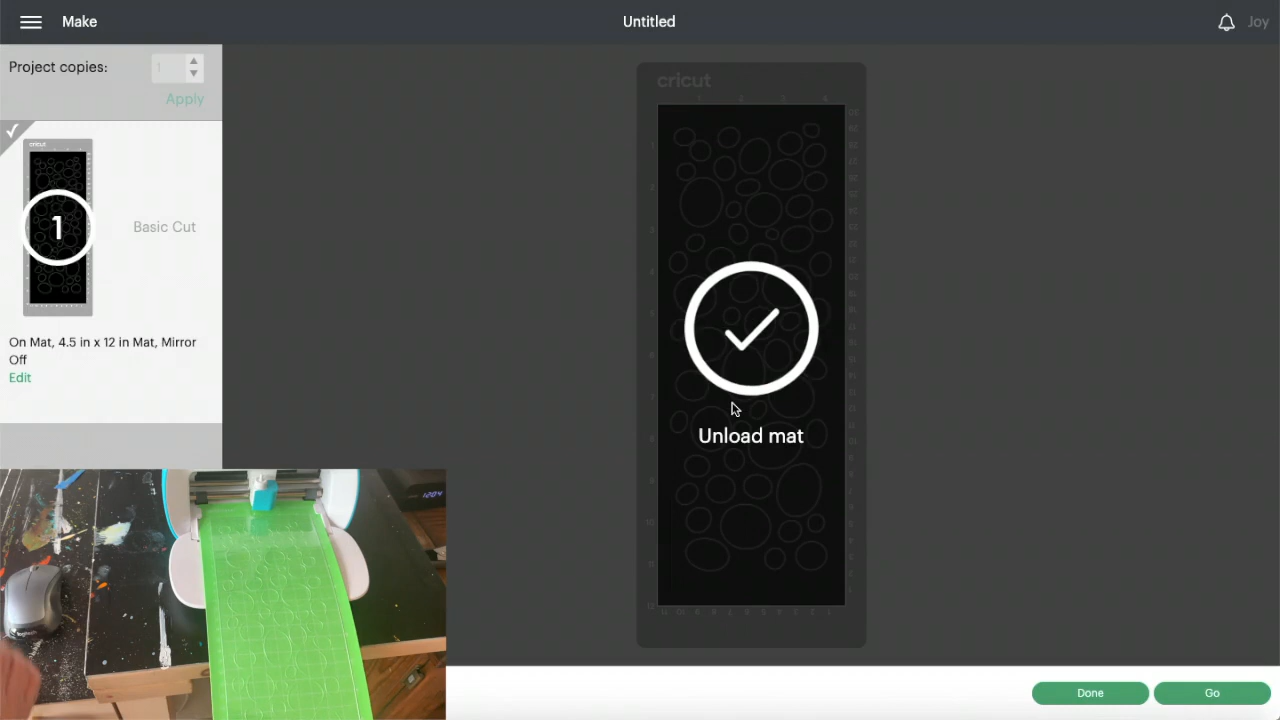 Make
Untitled
Joy
Project copies:
1
Apply
cricut
1
Basic Cut
On Mat, 4.5 in x 12 in Mat, Mirror
Off
Edit
cricut
Unload mat
Done
Go